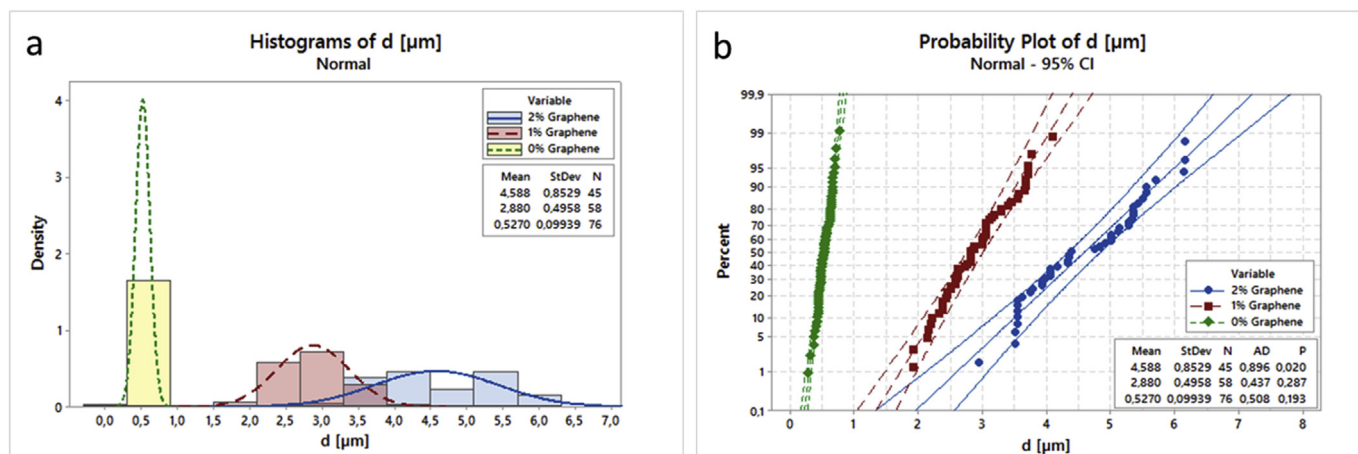 a
Histograms of d [µm]
Normal
Density
4
3
2
1
0
0,0 0,5 1,0 1,5 2,0 2,5 3,0 3,5 4,0 4,5 5,0 5,5 6,0 6,5 7,0
d [µm]
Variable
2% Graphene
1% Graphene
0% Graphene
Mean StDev N
4,588 0,8529 45
2,880 0,4958 58
0,5270 0,09939 76
b
Probability Plot of d [µm]
Normal - 95% CI
Percent
99,9
99
95
90
80
70
60
50
40
30
20
10
5
1
0,1
0 1 2 3 4 5 6 7 8
d [µm]
Variable
2% Graphene
1% Graphene
0% Graphene
Mean StDev N AD P
4,588 0,8529 45 0,896 0,020
2,880 0,4958 58 0,437 0,287
0,5270 0,09939 76 0,508 0,193